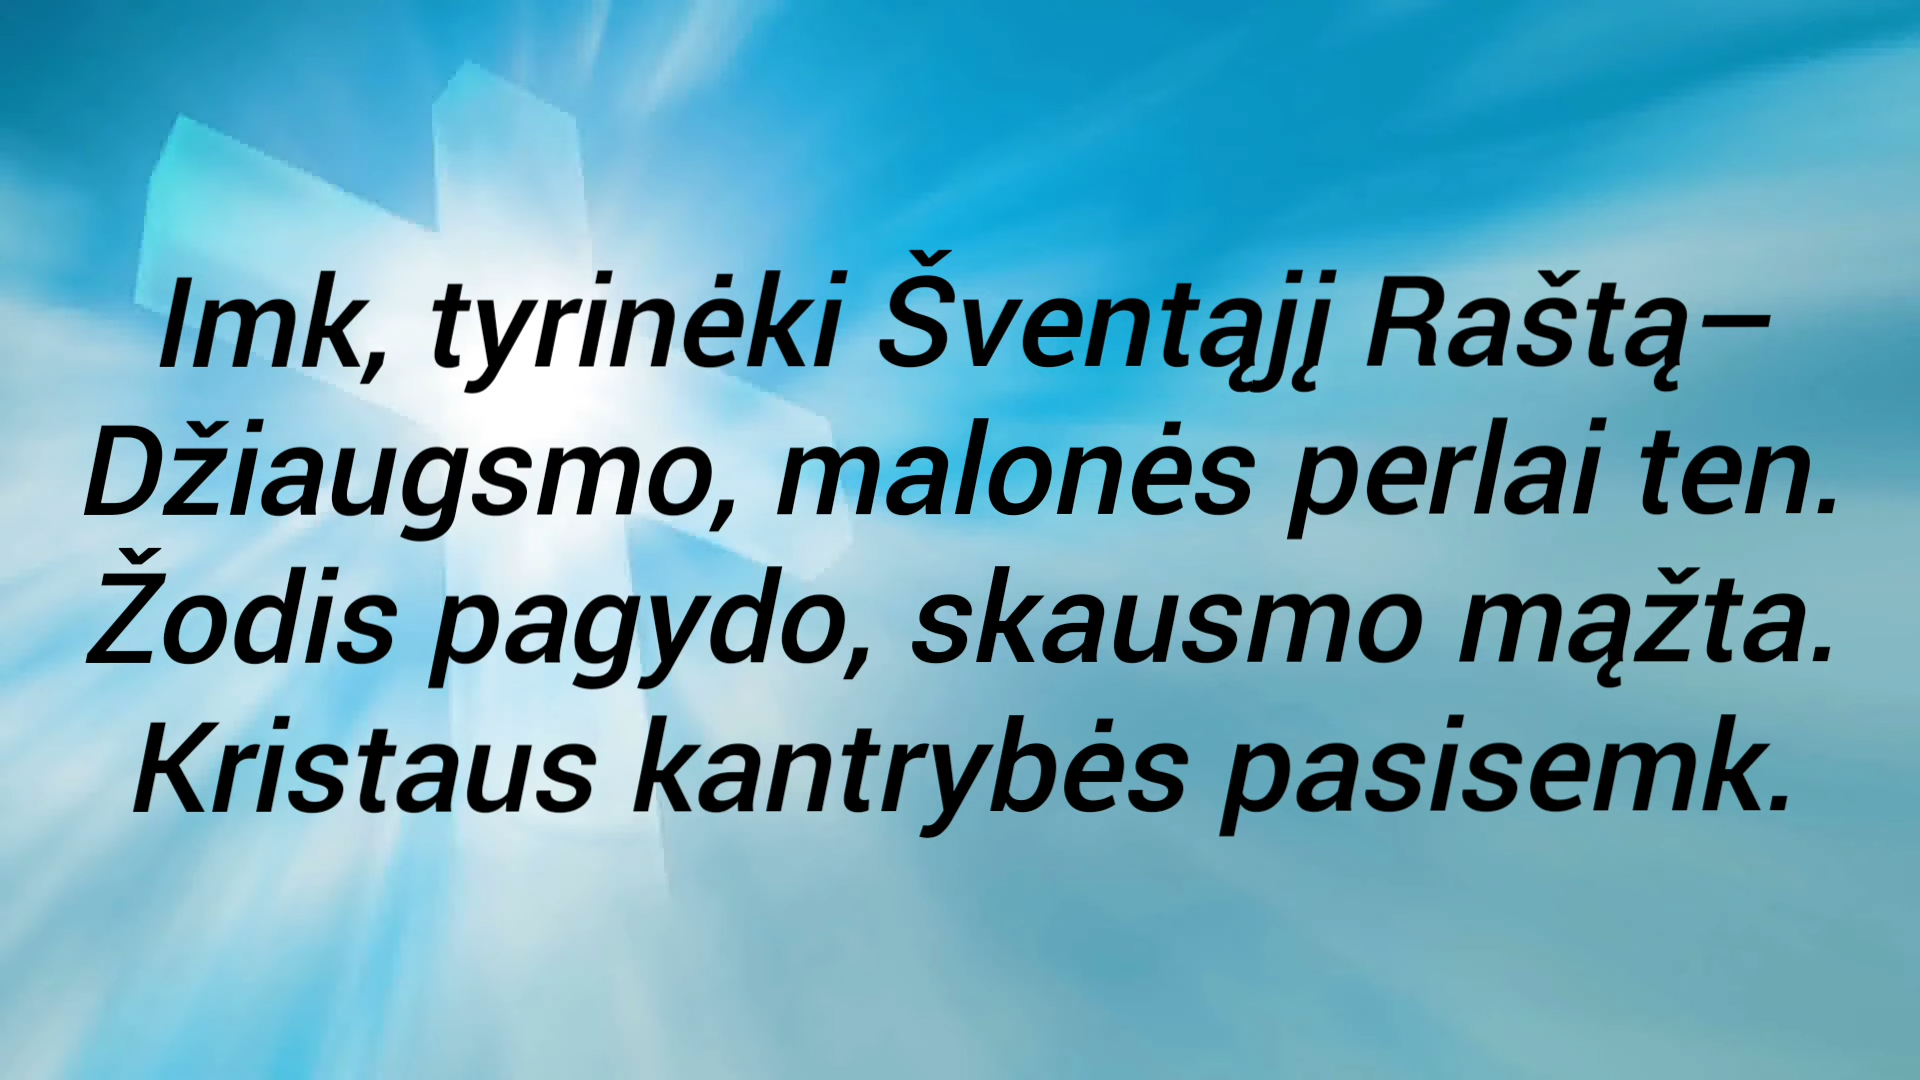 Imk, tyrinėki Šventąjį Raštą–
Džiaugsmo, malonės perlai ten.
Žodis pagydo, skausmo mąžta.
Kristaus kantrybės pasisemk.